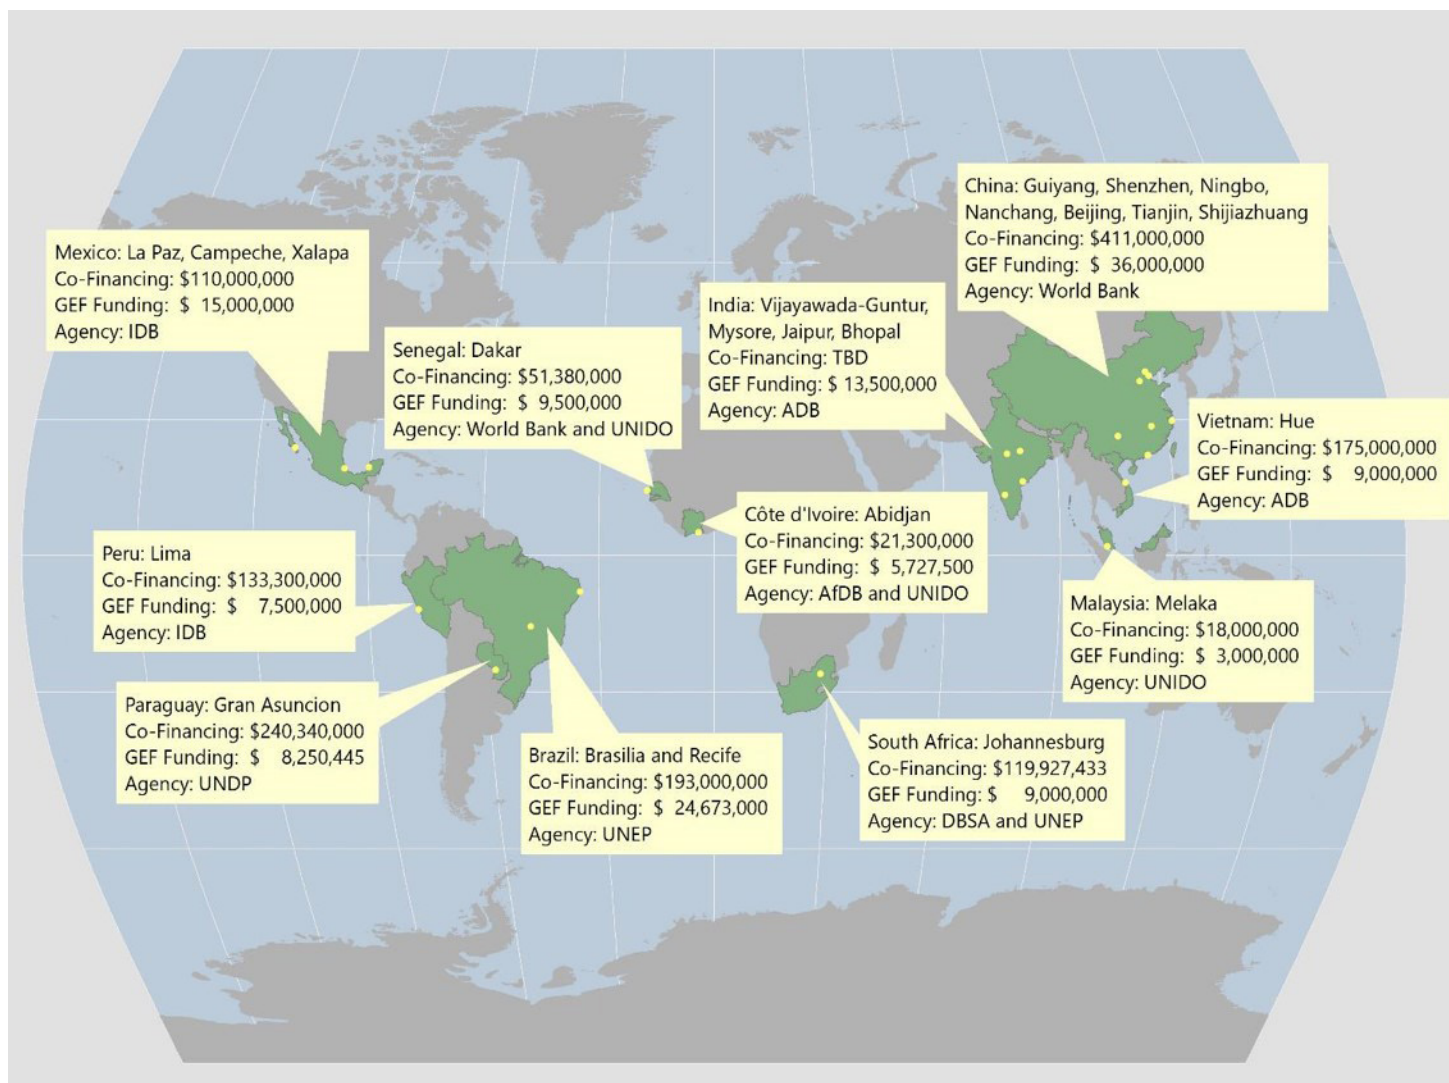 China: Guiyang, Shenzhen, Ningbo,
Nanchang, Beijing, Tianjin, Shijiazhuang
Co-Financing: $411,000,000
GEF Funding: $ 36,000,000
Agency: World Bank
Mexico: La Paz, Campeche, Xalapa
Co-Financing: $110,000,000
GEF Funding: $ 15,000,000
Agency: IDB
India: Vijayawada-Guntur,
Mysore, Jaipur, Bhopal
Co-Financing: TBD
GEF Funding: $ 13,500,000
Agency: ADB
Senegal: Dakar
Co-Financing: $51,380,000
GEF Funding: $ 9,500,000
Agency: World Bank and UNIDO
Vietnam: Hue
Co-Financing: $175,000,000
GEF Funding: $ 9,000,000
Agency: ADB
Côte d'Ivoire: Abidjan
Co-Financing: $21,300,000
GEF Funding: $ 5,727,500
Agency: AfDB and UNIDO
Peru: Lima
Co-Financing: $133,300,000
GEF Funding: $ 7,500,000
Agency: IDB
Malaysia: Melaka
Co-Financing: $18,000,000
GEF Funding: $ 3,000,000
Agency: UNIDO
Paraguay: Gran Asuncion
Co-Financing: $240,340,000
GEF Funding: $ 8,250,445
Agency: UNDP
Brazil: Brasilia and Recife
Co-Financing: $193,000,000
GEF Funding: $ 24,673,000
Agency: UNEP
South Africa: Johannesburg
Co-Financing: $119,927,433
GEF Funding: $ 9,000,000
Agency: DBSA and UNEP